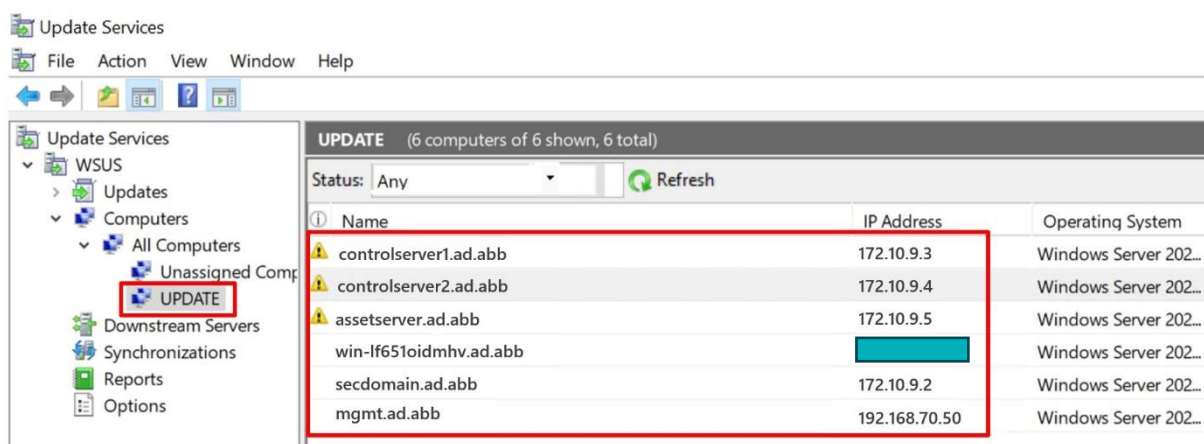 Update Services
File Action View Window Help
Update Services
WSUS
Updates
Computers
All Computers
Unassigned Comp
UPDATE
Downstream Servers
Synchronizations
Reports
Options
UPDATE (6 computers of 6 shown, 6 total)
Status: Any Refresh
Name IP Address Operating System
controlserver1.ad.abb 172.10.9.3 Windows Server 202...
controlserver2.ad.abb 172.10.9.4 Windows Server 202...
assetserver.ad.abb 172.10.9.5 Windows Server 202...
win-lf651oidmhv.ad.abb Windows Server 202...
secdomain.ad.abb 172.10.9.2 Windows Server 202...
mgmt.ad.abb 192.168.70.50 Windows Server 202...